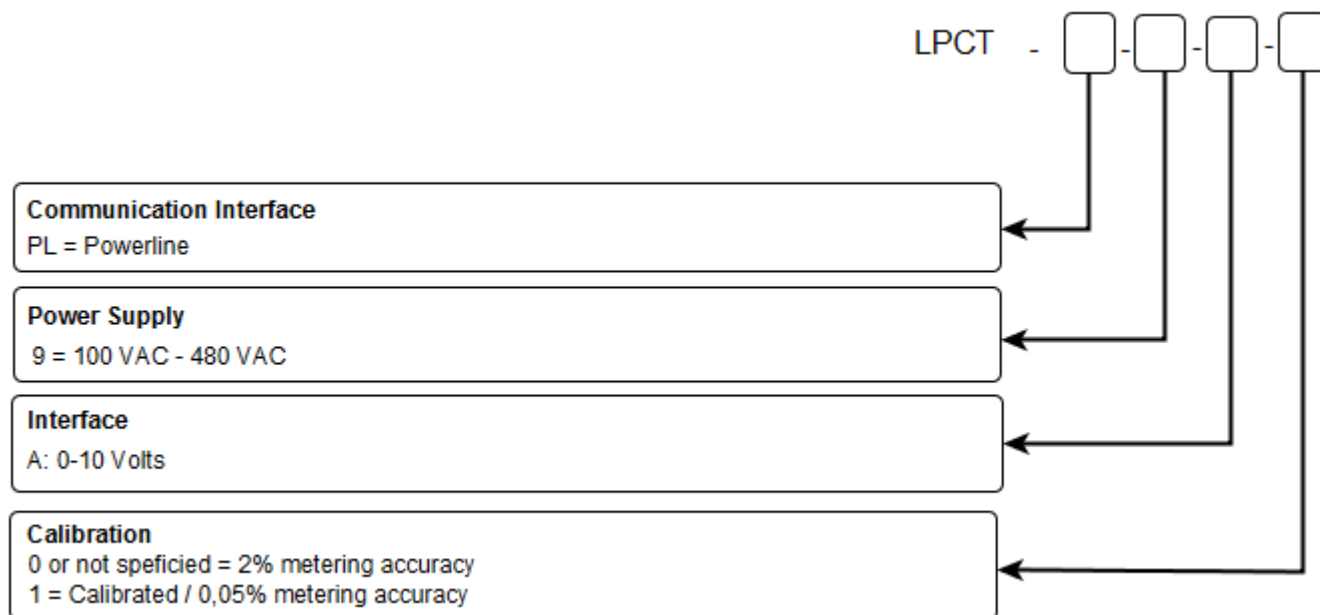 LPCT - - - -
Communication Interface
PL = Powerline
Power Supply
9 = 100 VAC - 480 VAC
Interface
A: 0-10 Volts
Calibration
0 or not speficied = 2% metering accuracy
1 = Calibrated / 0,05% metering accuracy